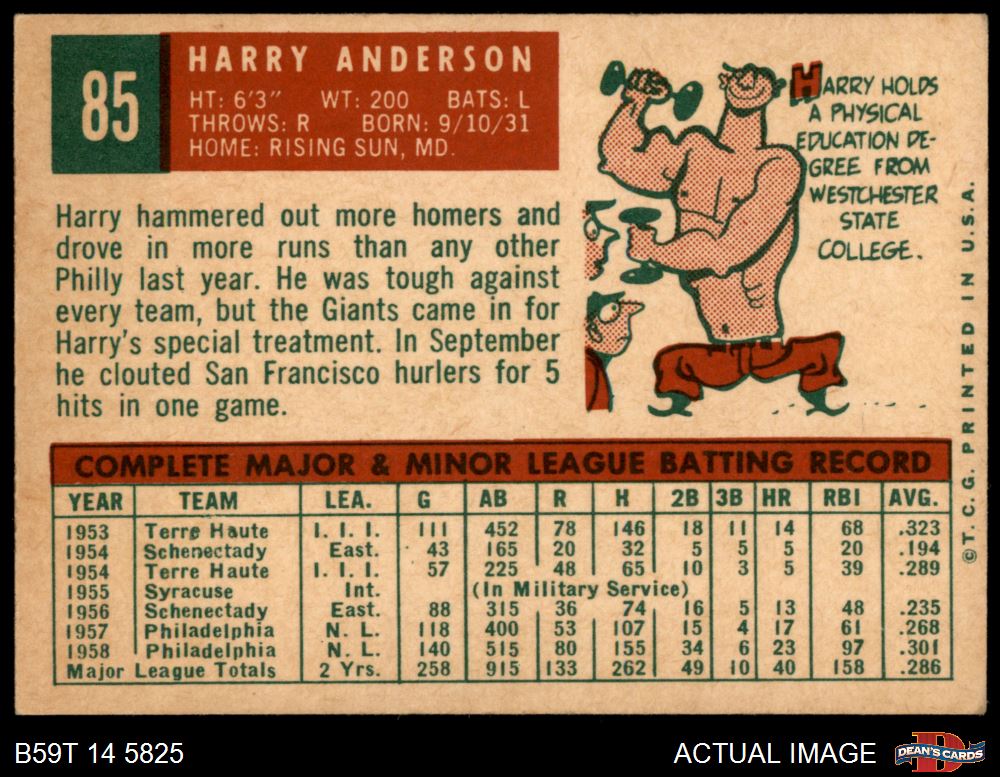 85
HARRY ANDERSON
HT: 6'3" WT: 200 BATS: L
THROWS: R BORN: 9/10/31
HOME: RISING SUN, MD.
Harry hammered out more homers and
drove in more runs than any other
Philly last year. He was tough against
every team, but the Giants came in for
Harry's special treatment. In September
he clouted San Francisco hurlers for 5
hits in one game.
HARRY HOLDS
A PHYSICAL
EDUCATION DE-
GREE FROM
WESTCHESTER
STATE
COLLEGE.
COMPLETE MAJOR & MINOR LEAGUE BATTING RECORD
YEAR TEAM LEA. G AB R H 2B 3B HR RBI AVG.
1953 Terre Haute I. I. I. 111 452 78 146 18 11 14 68 .323
1954 Schenectady East. 43 165 20 32 5 5 5 20 .194
1954 Terre Haute I. I. I. 57 225 48 65 10 3 5 39 .289
1955 Syracuse Int. (In Military Service)
1956 Schenectady East. 88 315 36 74 16 5 13 48 .235
1957 Philadelphia N. L. 118 400 53 107 15 4 17 61 .268
1958 Philadelphia N. L. 140 515 80 155 34 6 23 97 .301
Major League Totals 2 Yrs. 258 915 133 262 49 10 40 158 .286
© T. C. G. PRINTED IN U.S.A.
B59T 14 5825
ACTUAL IMAGE
DEAN'S CARDS